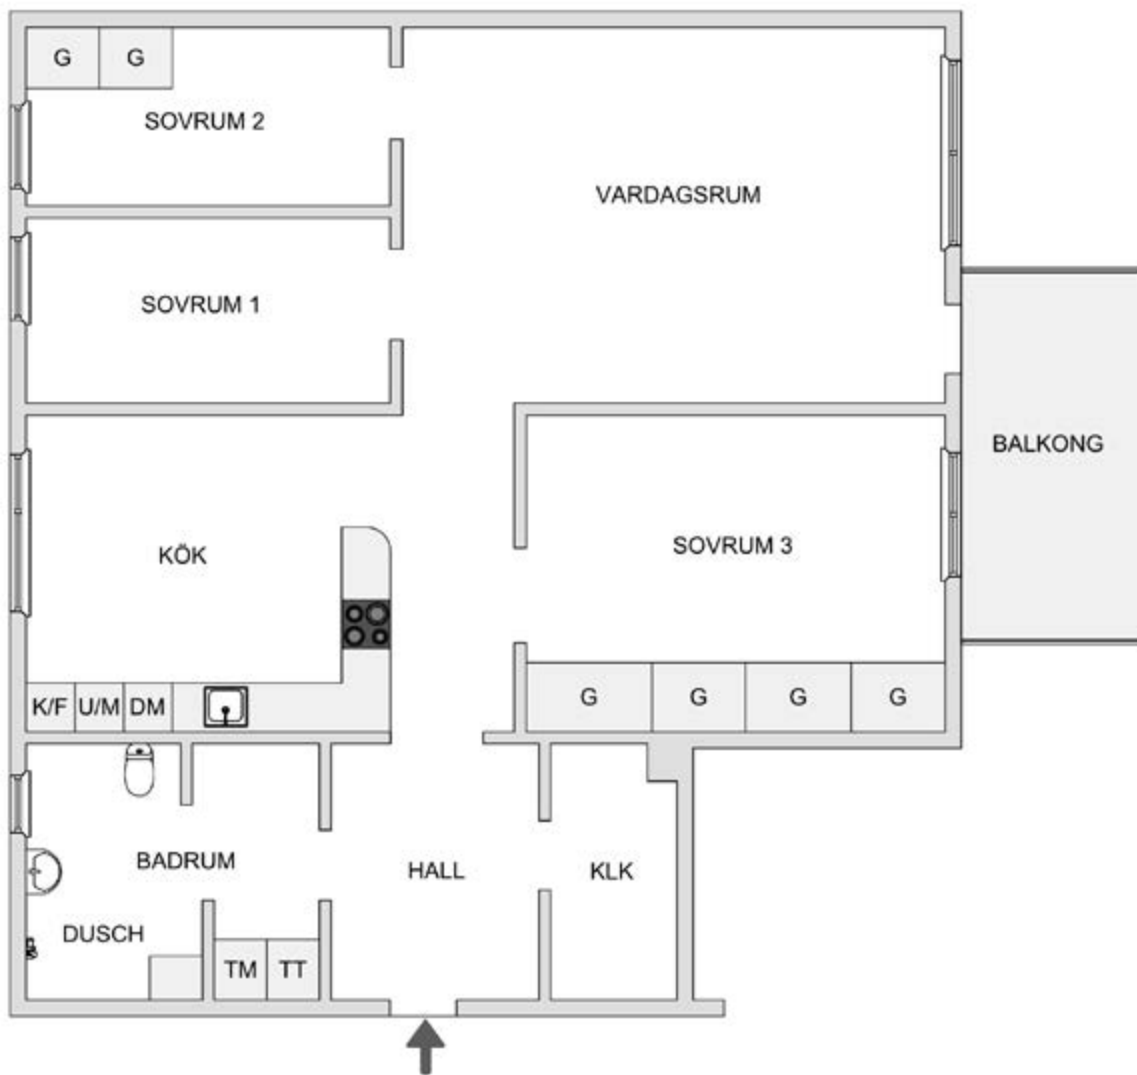 G G
SOVRUM 2
VARDAGSRUM
SOVRUM 1
BALKONG
KÖK
SOVRUM 3
G G G G
K/F U/M DM
BADRUM
HALL
KLK
DUSCH
TM TT